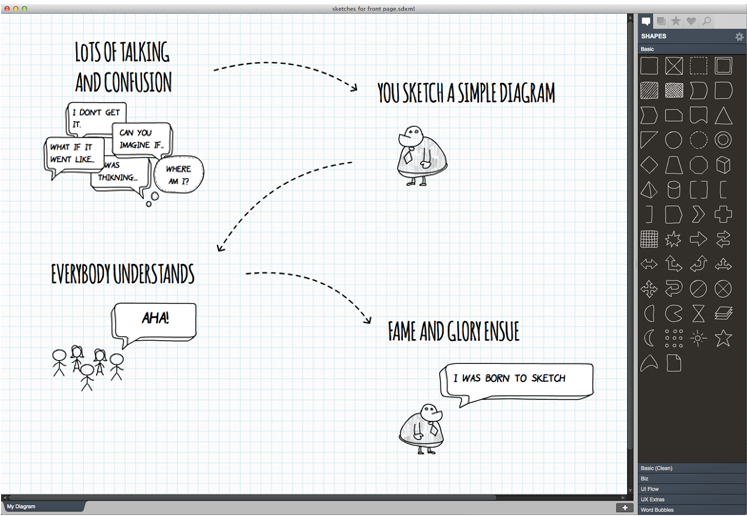 sketches for front page.sdxml
LOTS OF TALKING
AND CONFUSION
I DON'T GET
IT.
CAN YOU
IMAGINE IF..
WHAT IF IT
WENT LIKE...
WAS
THIKNING...
WHERE
AM I?
YOU SKETCH A SIMPLE DIAGRAM
EVERYBODY UNDERSTANDS
AHA!
FAME AND GLORY ENSUE
I WAS BORN TO SKETCH
My Diagram
SHAPES
Basic
Basic (Clean)
Biz
UI Flow
UX Extras
Word Bubbles